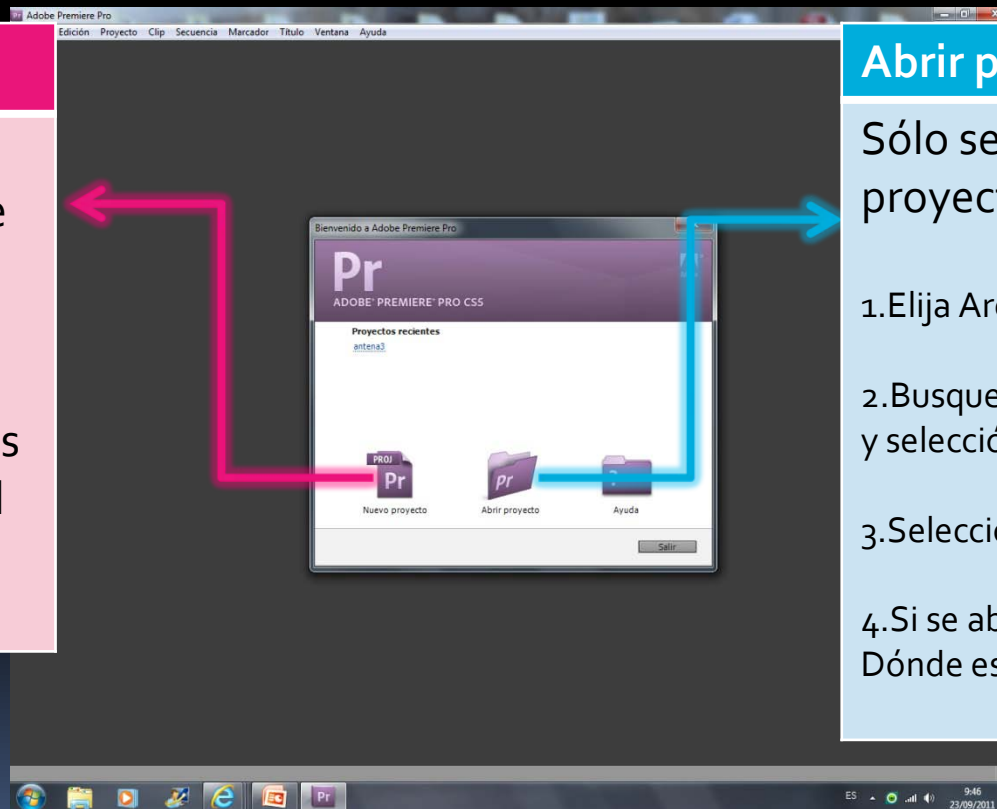 Adobe Premiere Pro
Edición Proyecto Clip Secuencia Marcador Título Ventana Ayuda
e
s
Bienvenido a Adobe Premiere Pro
Pr
ADOBE® PREMIERE® PRO CS5
Proyectos recientes
antena3
PROJ
Pr
Pr
?
Nuevo proyecto Abrir proyecto Ayuda
Salir
Abrir p
Sólo se
proyect
1.Elija Ar
2.Busque
y selecció
3.Seleccio
4.Si se ab
Dónde es
Pr
ES 9:46
23/09/2011